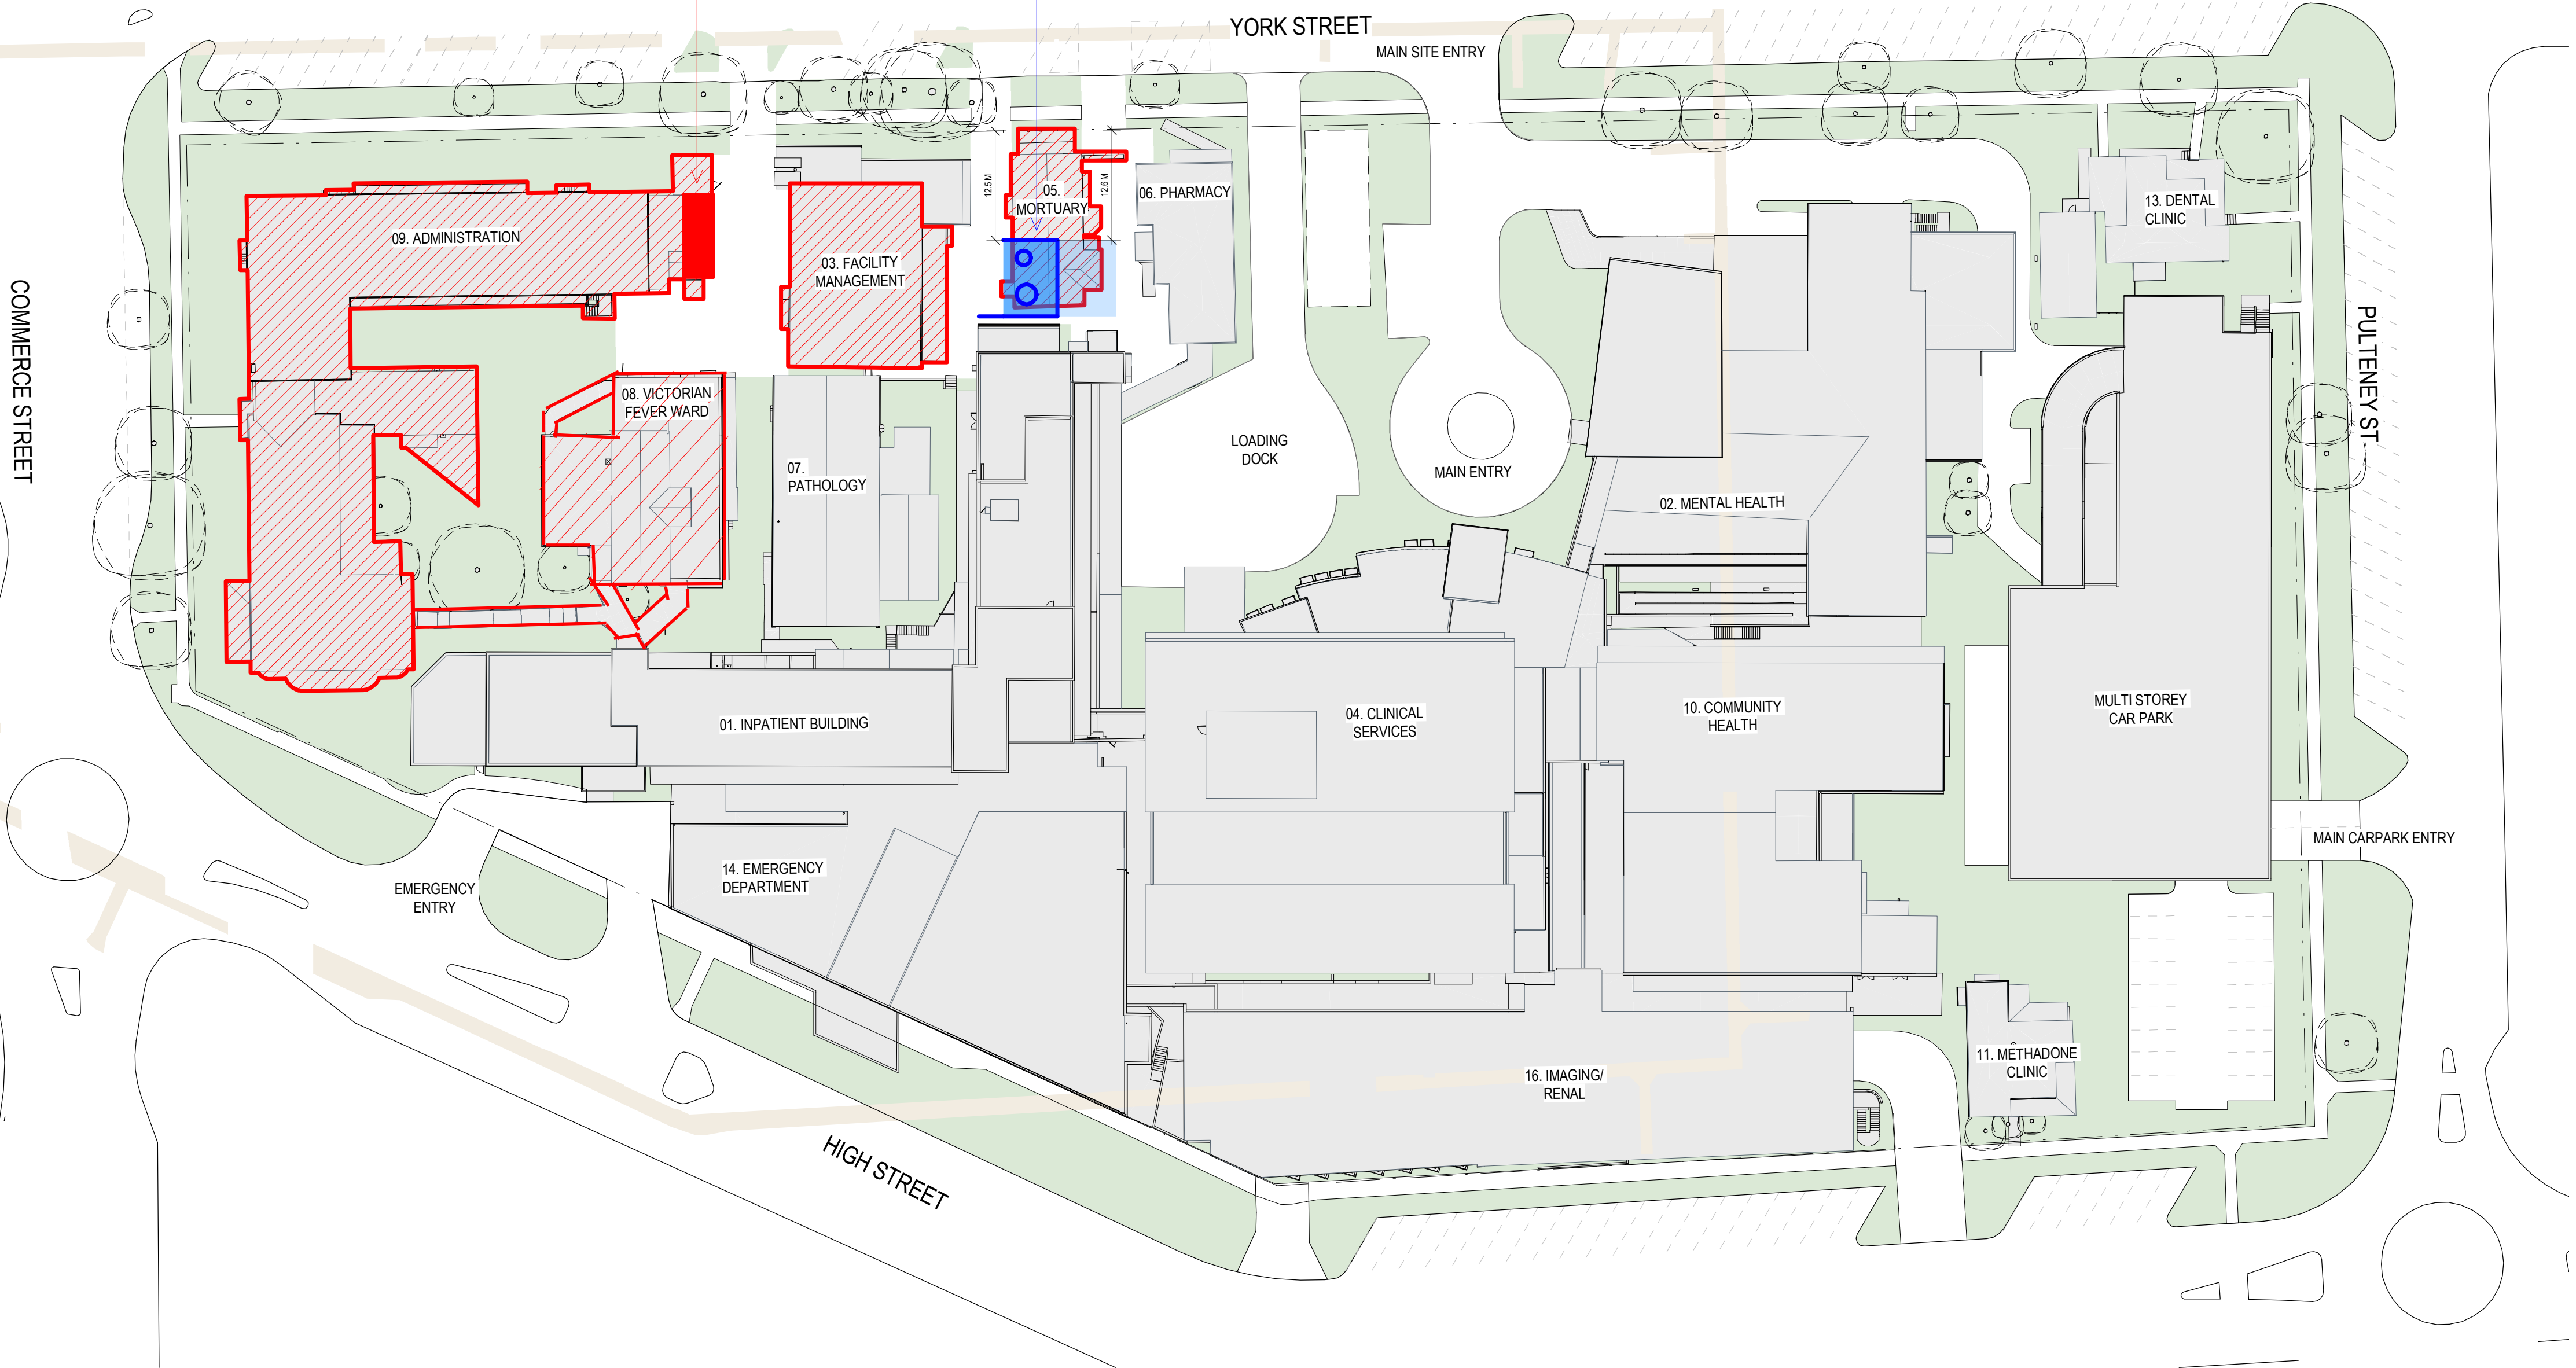 YORK STREET
MAIN SITE ENTRY
12.5 M
05.
MORTUARY
12.6 M
06. PHARMACY
13. DENTAL
CLINIC
09. ADMINISTRATION
03. FACILITY
MANAGEMENT
COMMERCE STREET
PULTENEY ST
08. VICTORIAN
FEVER WARD
07.
PATHOLOGY
LOADING
DOCK
MAIN ENTRY
02. MENTAL HEALTH
01. INPATIENT BUILDING
04. CLINICAL
SERVICES
10. COMMUNITY
HEALTH
MULTI STOREY
CAR PARK
MAIN CARPARK ENTRY
14. EMERGENCY
DEPARTMENT
EMERGENCY
ENTRY
11. METHADONE
CLINIC
16. IMAGING/
RENAL
HIGH STREET